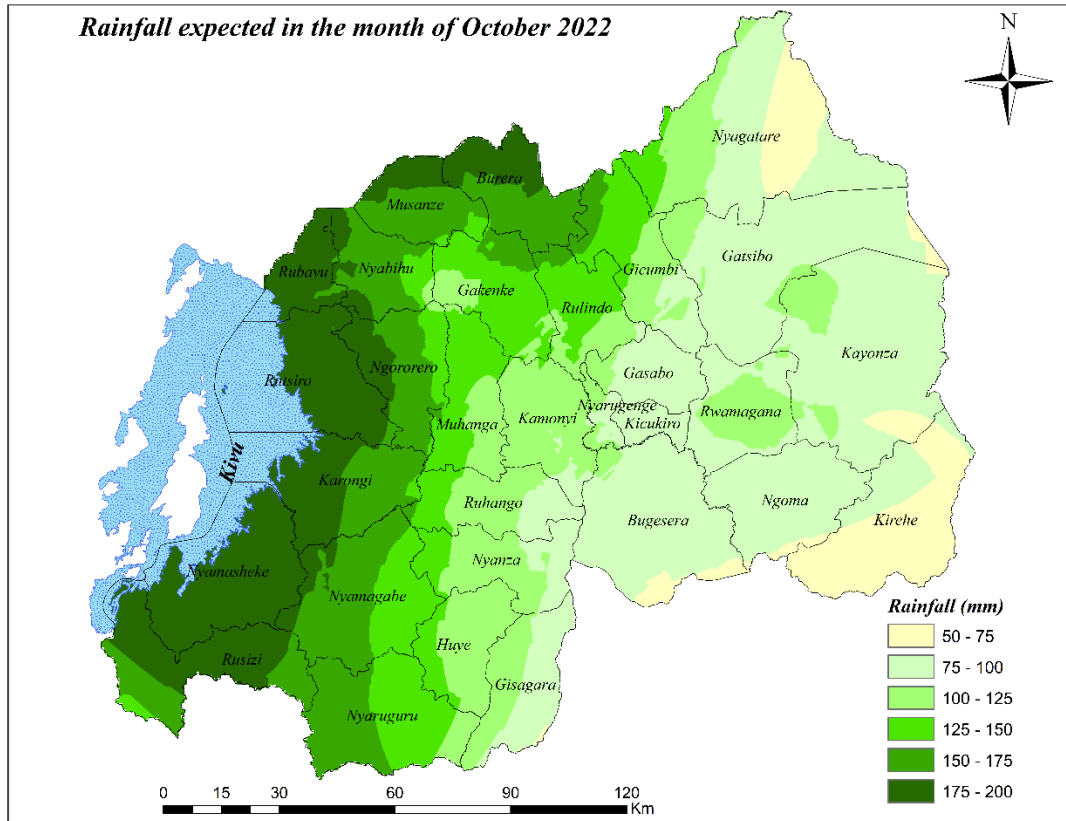 Rainfall expected in the month of October 2022
N
Nyagatare
Burera
Musanze
Rubavu
Nyabihu
Gakenke
Gicumbi
Gatsibo
Rulindo
Kayonza
Rutsiro
Ngororero
Gasabo
Nyarugenge
Rwamagana
Muhanga
Kamonyi
Kicukiro
Kivu
Karongi
Ruhango
Bugesera
Ngoma
Kirehe
Nyanza
Nyamasheke
Nyamagabe
Huye
Rusizi
Gisagara
Nyaruguru
Rainfall (mm)
50 - 75
75 - 100
100 - 125
125 - 150
150 - 175
175 - 200
0 15 30 60 90 120
Km